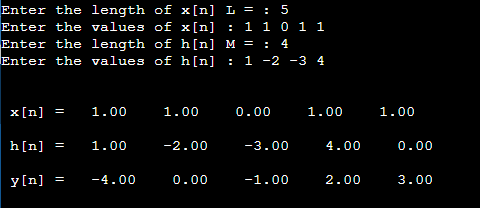 Enter the length of x[n] L = : 5
Enter the values of x[n] : 1 1 0 1 1
Enter the length of h[n] M = : 4
Enter the values of h[n] : 1 -2 -3 4
x[n] = 1.00 1.00 0.00 1.00 1.00
h[n] = 1.00 -2.00 -3.00 4.00 0.00
y[n] = -4.00 0.00 -1.00 2.00 3.00